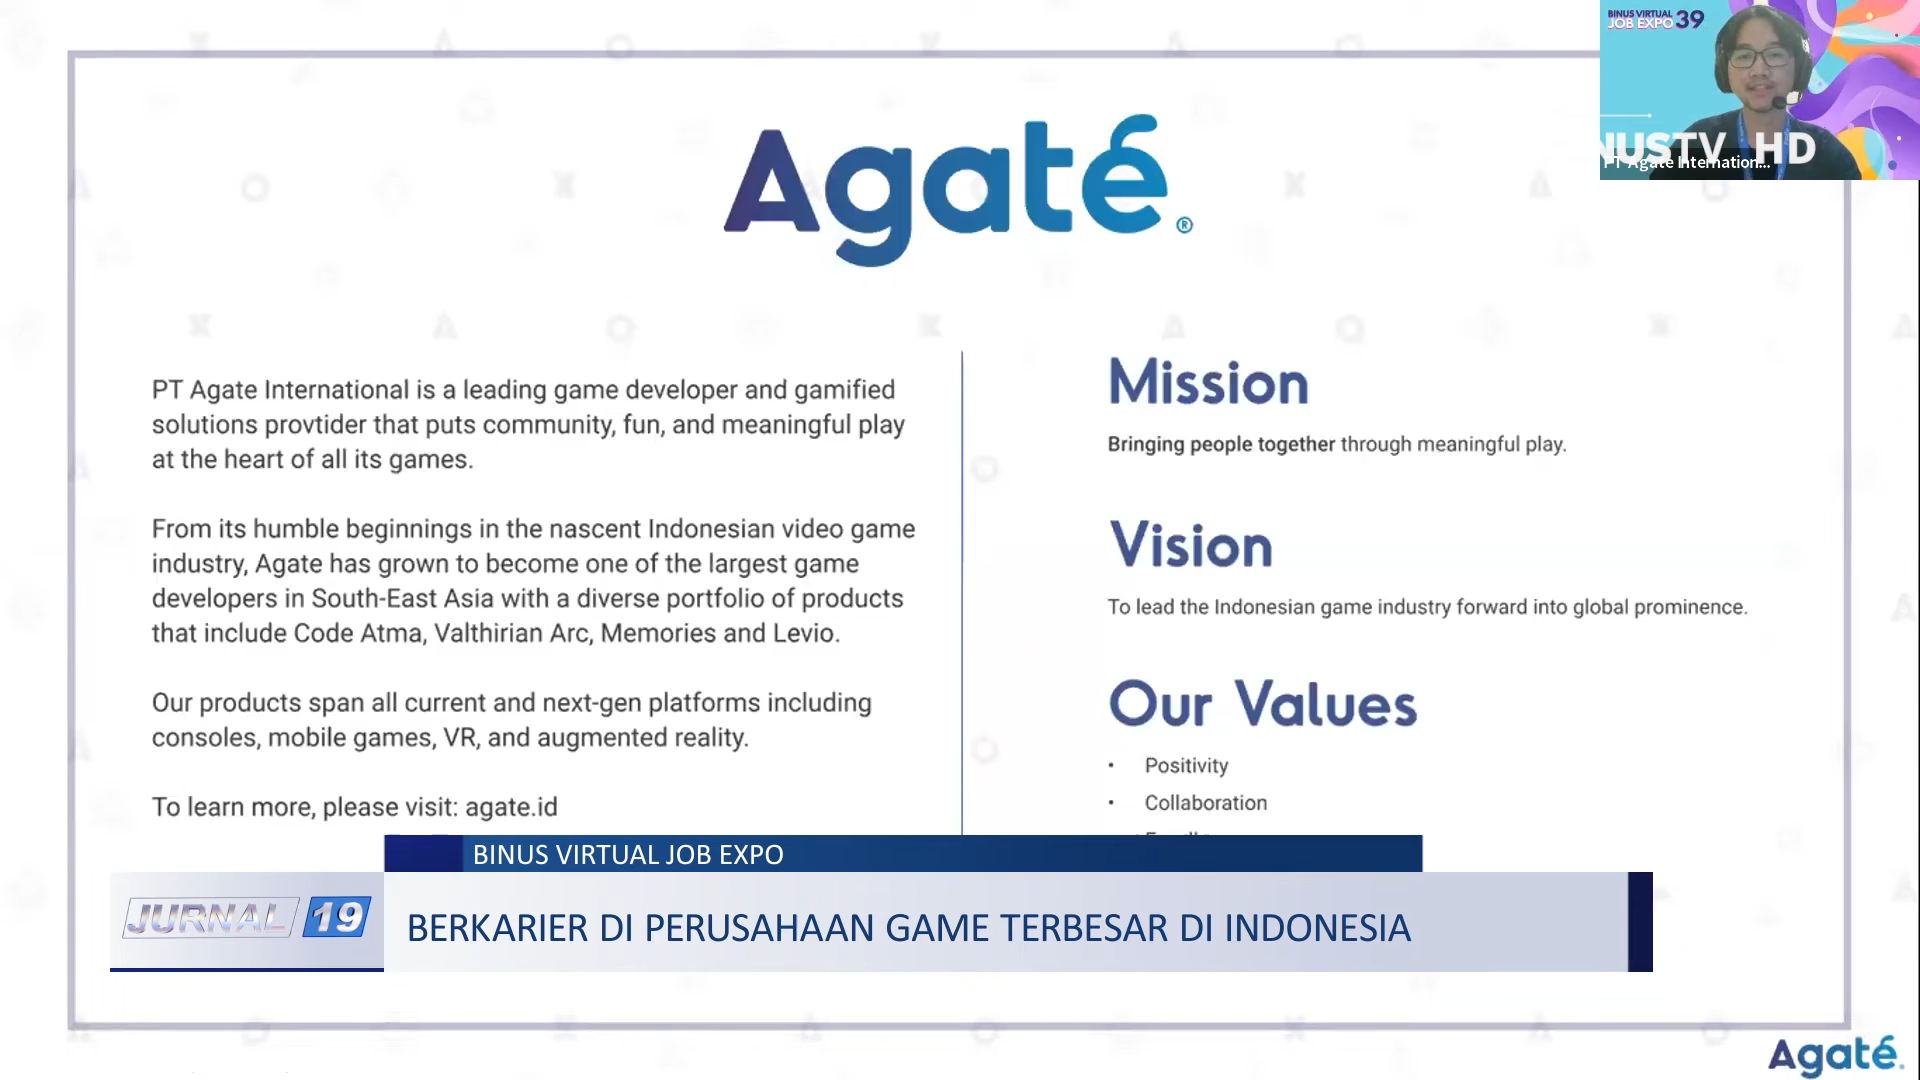 BINUS VIRTUAL
JOB EXPO 39
NUSTV HD
PT Agate Internation...
Agaté®
PT Agate International is a leading game developer and gamified
solutions provtider that puts community, fun, and meaningful play
at the heart of all its games.
From its humble beginnings in the nascent Indonesian video game
industry, Agate has grown to become one of the largest game
developers in South-East Asia with a diverse portfolio of products
that include Code Atma, Valthirian Arc, Memories and Levio.
Our products span all current and next-gen platforms including
consoles, mobile games, VR, and augmented reality.
To learn more, please visit: agate.id
Mission
Bringing people together through meaningful play.
Vision
To lead the Indonesian game industry forward into global prominence.
Our Values
• Positivity
• Collaboration
BINUS VIRTUAL JOB EXPO
JURNAL 19
BERKARIER DI PERUSAHAAN GAME TERBESAR DI INDONESIA
Agaté